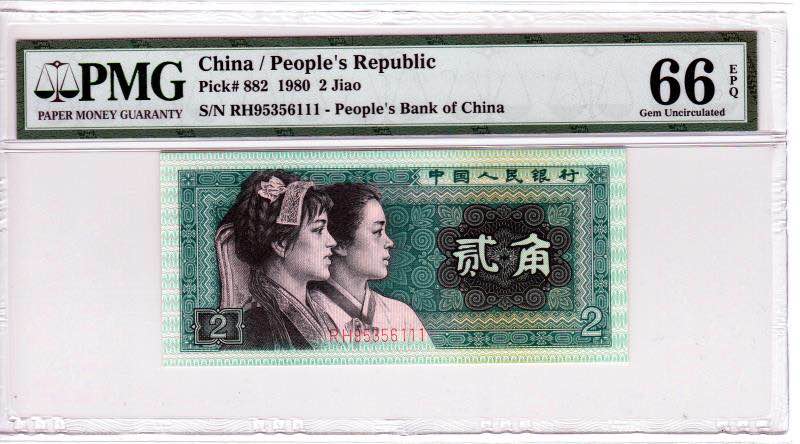 PMG
PAPER MONEY GUARANTY
China / People's Republic
Pick# 882 1980 2 Jiao
S/N RH95356111 - People's Bank of China
66 EPQ
Gem Uncirculated
中国人民银行
贰角
2
RH95356111
2